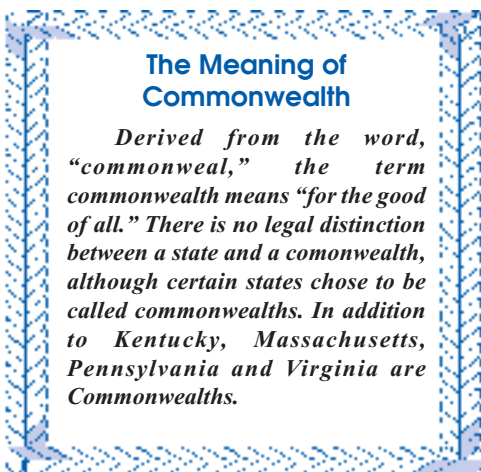 The Meaning of
Commonwealth
Derived from the word,
“commonweal,” the term
commonwealth means “for the good
of all.” There is no legal distinction
between a state and a comonwealth,
although certain states chose to be
called commonwealths. In addition
to Kentucky, Massachusetts,
Pennsylvania and Virginia are
Commonwealths.